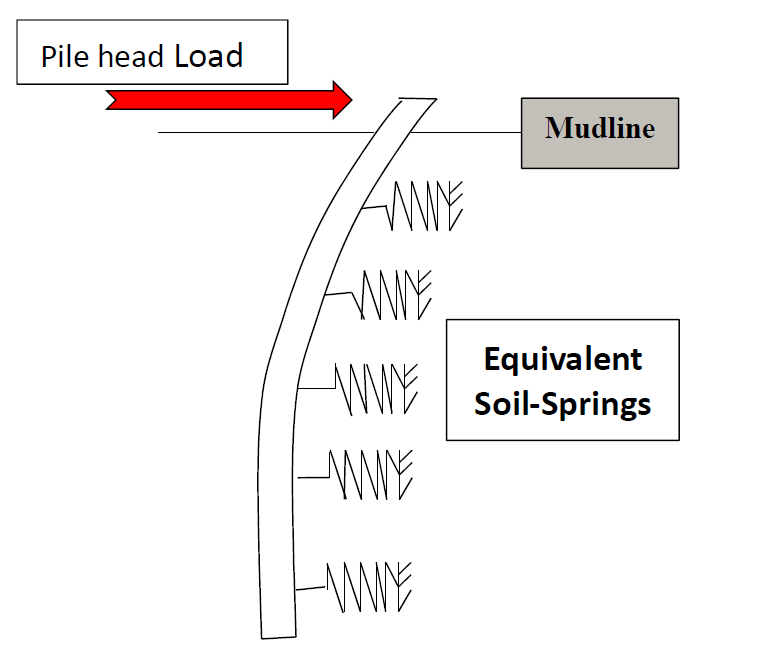 Pile head Load
Mudline
Equivalent
Soil-Springs